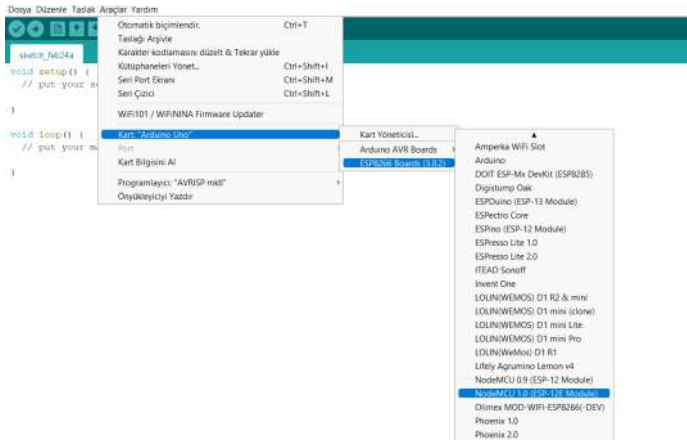 Dosya Düzenle Taslak Araçlar Yardım
sketch_feb24a
void setup() {
// put your s
}
void loop() {
// put your m
}
Otomatik biçimlendir. Ctrl+T
Taslağı Arşivle
Karakter kodlamasını düzelt & Tekrar yükle
Kütüphaneleri Yönet... Ctrl+Shift+I
Seri Port Ekranı Ctrl+Shift+M
Seri Çizici Ctrl+Shift+L
WiFi101 / WiFiNINA Firmware Updater
Kart: "Arduino Uno"
Port
Kart Bilgisini Al
Programlayıcı: "AVRISP mkII"
Önyükleyiciyi Yazdır
Kart Yöneticisi...
Arduino AVR Boards
ESP8266 Boards (3.0.2)
Amperka WiFi Slot
Arduino
DOIT ESP-Mx DevKit (ESP8285)
Digistump Oak
ESPDuino (ESP-13 Module)
ESPectro Core
ESPino (ESP-12 Module)
ESPresso Lite 1.0
ESPresso Lite 2.0
ITEAD Sonoff
Invent One
LOLIN(WEMOS) D1 R2 & mini
LOLIN(WEMOS) D1 mini (clone)
LOLIN(WEMOS) D1 mini Lite
LOLIN(WEMOS) D1 mini Pro
LOLIN(WeMos) D1 R1
Lifely Agrumino Lemon v4
NodeMCU 0.9 (ESP-12 Module)
NodeMCU 1.0 (ESP-12E Module)
Olimex MOD-WIFI-ESP8266(-DEV)
Phoenix 1.0
Phoenix 2.0